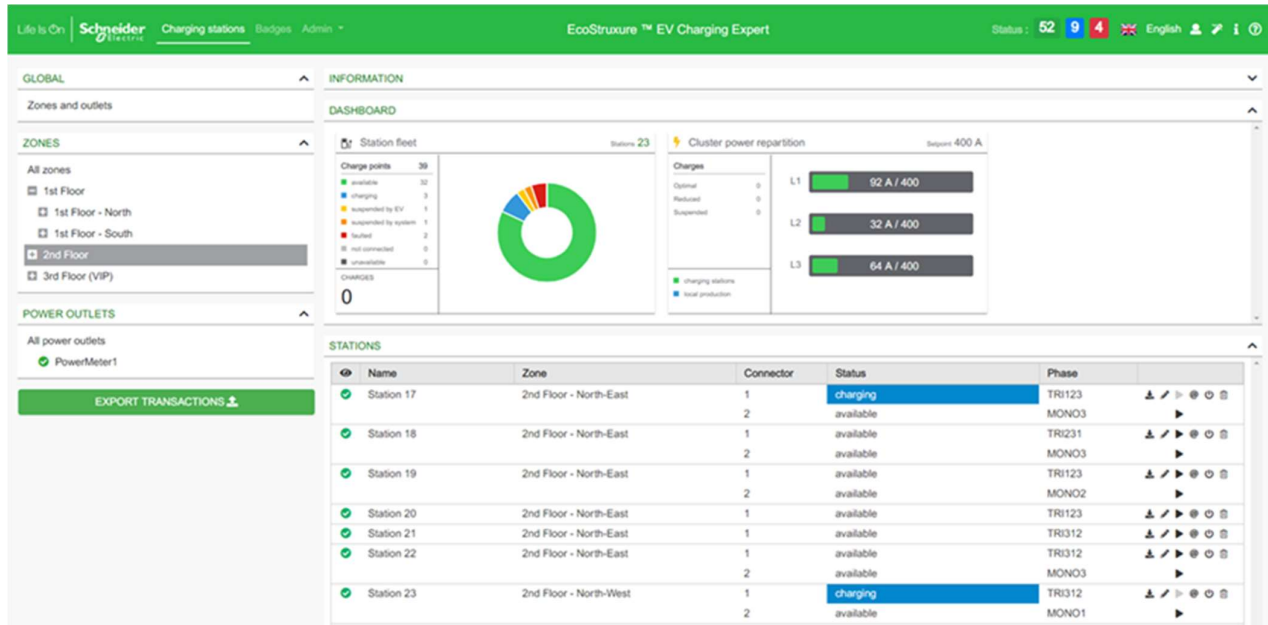 Life Is On Schneider Electric Charging stations Badges Admin EcoStruxure ™ EV Charging Expert Status : 52 9 4 English
GLOBAL
Zones and outlets
ZONES
All zones
1st Floor
1st Floor - North
1st Floor - South
2nd Floor
3rd Floor (VIP)
POWER OUTLETS
All power outlets
PowerMeter1
EXPORT TRANSACTIONS
INFORMATION
DASHBOARD
Station fleet Stations 23
Charge points 39
available 32
charging 3
suspended by EV 1
suspended by system 1
faulted 2
not connected 0
unavailable 0
CHARGES
0
Cluster power repartition Setpoint 400 A
Charges
Optimal 0
Reduced 0
Suspended 0
charging stations
local production
L1 92 A / 400
L2 32 A / 400
L3 64 A / 400
STATIONS
Name Zone Connector Status Phase
Station 17 2nd Floor - North-East 1 charging TRI123
2 available MONO3
Station 18 2nd Floor - North-East 1 available TRI231
2 available MONO3
Station 19 2nd Floor - North-East 1 available TRI123
2 available MONO2
Station 20 2nd Floor - North-East 1 available TRI123
Station 21 2nd Floor - North-East 1 available TRI312
Station 22 2nd Floor - North-East 1 available TRI312
2 available MONO3
Station 23 2nd Floor - North-West 1 charging TRI312
2 available MONO1